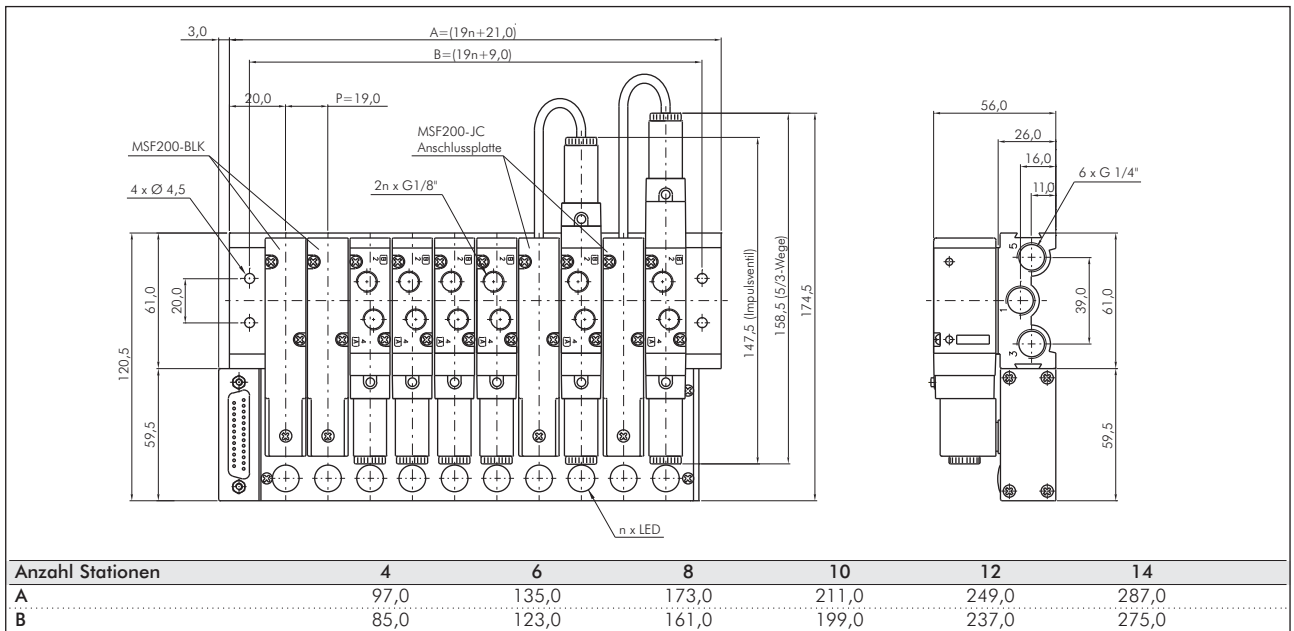 3,0
A=(19n+21,0)
B=(19n+9,0)
20,0
P=19,0
MSF200-BLK
4 x Ø 4,5
MSF200-JC
Anschlussplatte
2n x G1/8"
61,0
20,0
120,5
59,5
147,5 (Impulsventil)
158,5 (5/3-Wege)
174,5
n x LED
56,0
26,0
16,0
11,0
6 x G 1/4"
5
1
3
39,0
61,0
59,5
Anzahl Stationen 4 6 8 10 12 14
A 97,0 135,0 173,0 211,0 249,0 287,0
B 85,0 123,0 161,0 199,0 237,0 275,0